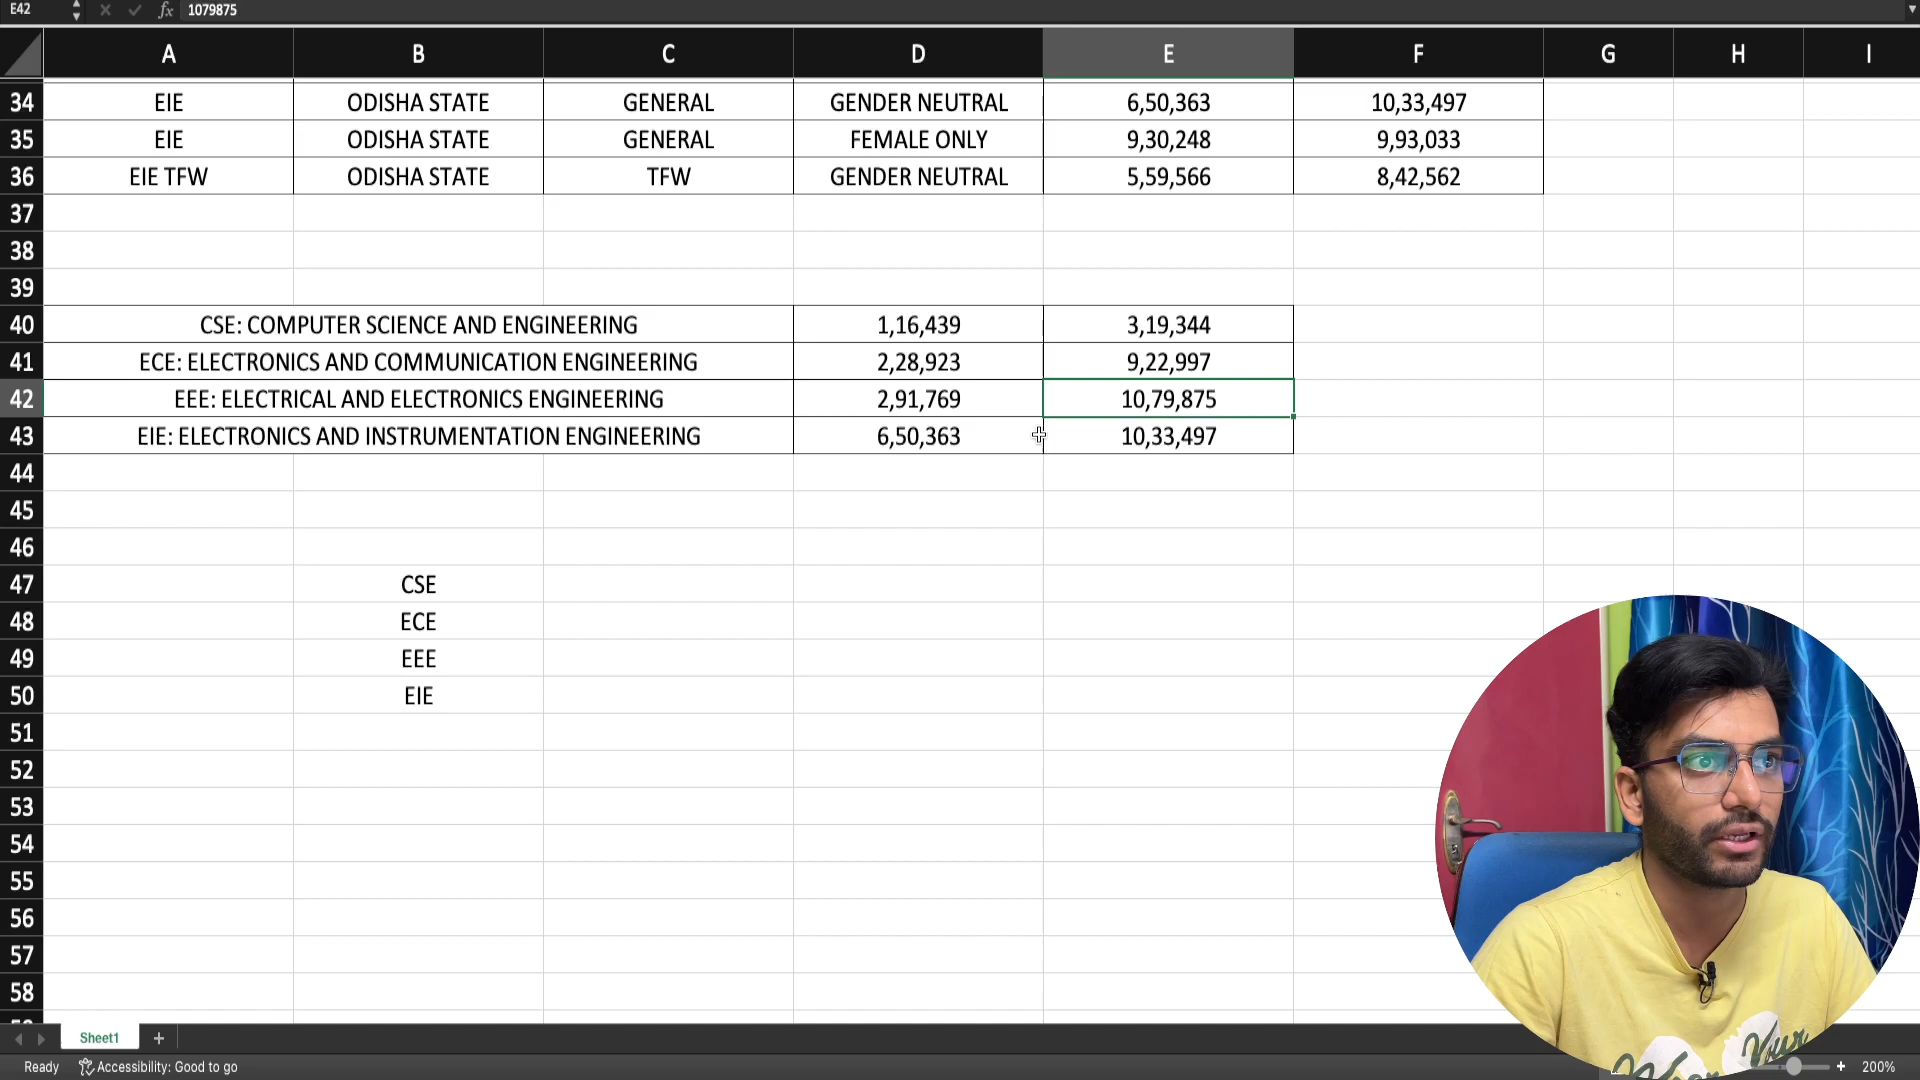 E42 fx 1079875
A B C D E F G H I
34 EIE ODISHA STATE GENERAL GENDER NEUTRAL 6,50,363 10,33,497
35 EIE ODISHA STATE GENERAL FEMALE ONLY 9,30,248 9,93,033
36 EIE TFW ODISHA STATE TFW GENDER NEUTRAL 5,59,566 8,42,562
37
38
39
40 CSE: COMPUTER SCIENCE AND ENGINEERING 1,16,439 3,19,344
41 ECE: ELECTRONICS AND COMMUNICATION ENGINEERING 2,28,923 9,22,997
42 EEE: ELECTRICAL AND ELECTRONICS ENGINEERING 2,91,769 10,79,875
43 EIE: ELECTRONICS AND INSTRUMENTATION ENGINEERING 6,50,363 10,33,497
44
45
46
47 CSE
48 ECE
49 EEE
50 EIE
51
52
53
54
55
56
57
58
Sheet1 +
Ready Accessibility: Good to go + 200%